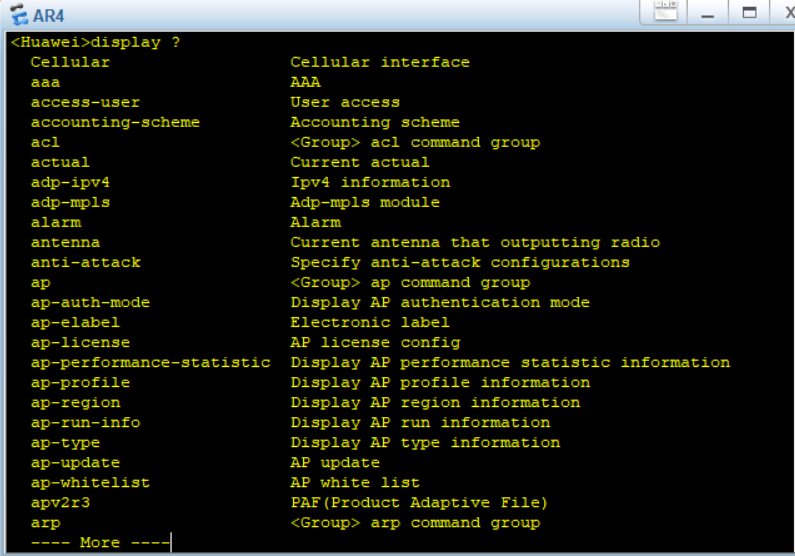 AR4
<Huawei>display ?
Cellular Cellular interface
aaa AAA
access-user User access
accounting-scheme Accounting scheme
acl <Group> acl command group
actual Current actual
adp-ipv4 Ipv4 information
adp-mpls Adp-mpls module
alarm Alarm
antenna Current antenna that outputting radio
anti-attack Specify anti-attack configurations
ap <Group> ap command group
ap-auth-mode Display AP authentication mode
ap-elabel Electronic label
ap-license AP license config
ap-performance-statistic Display AP performance statistic information
ap-profile Display AP profile information
ap-region Display AP region information
ap-run-info Display AP run information
ap-type Display AP type information
ap-update AP update
ap-whitelist AP white list
apv2r3 PAF(Product Adaptive File)
arp <Group> arp command group
---- More ----